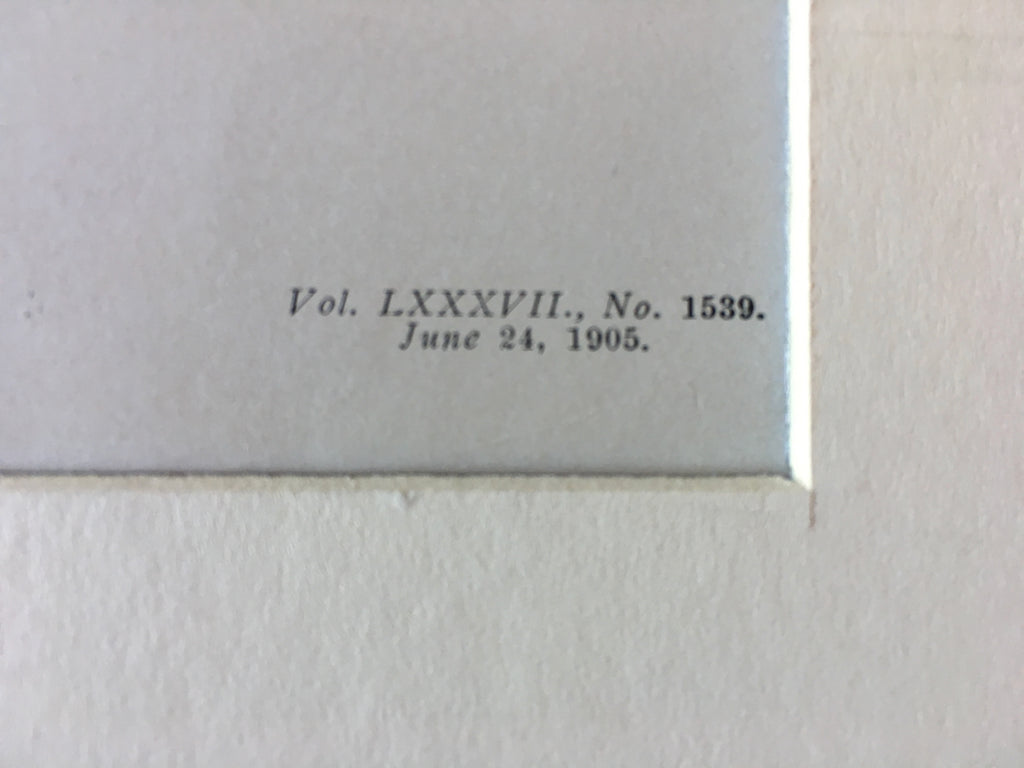 Vol. LXXXVII., No. 1539.
June 24, 1905.